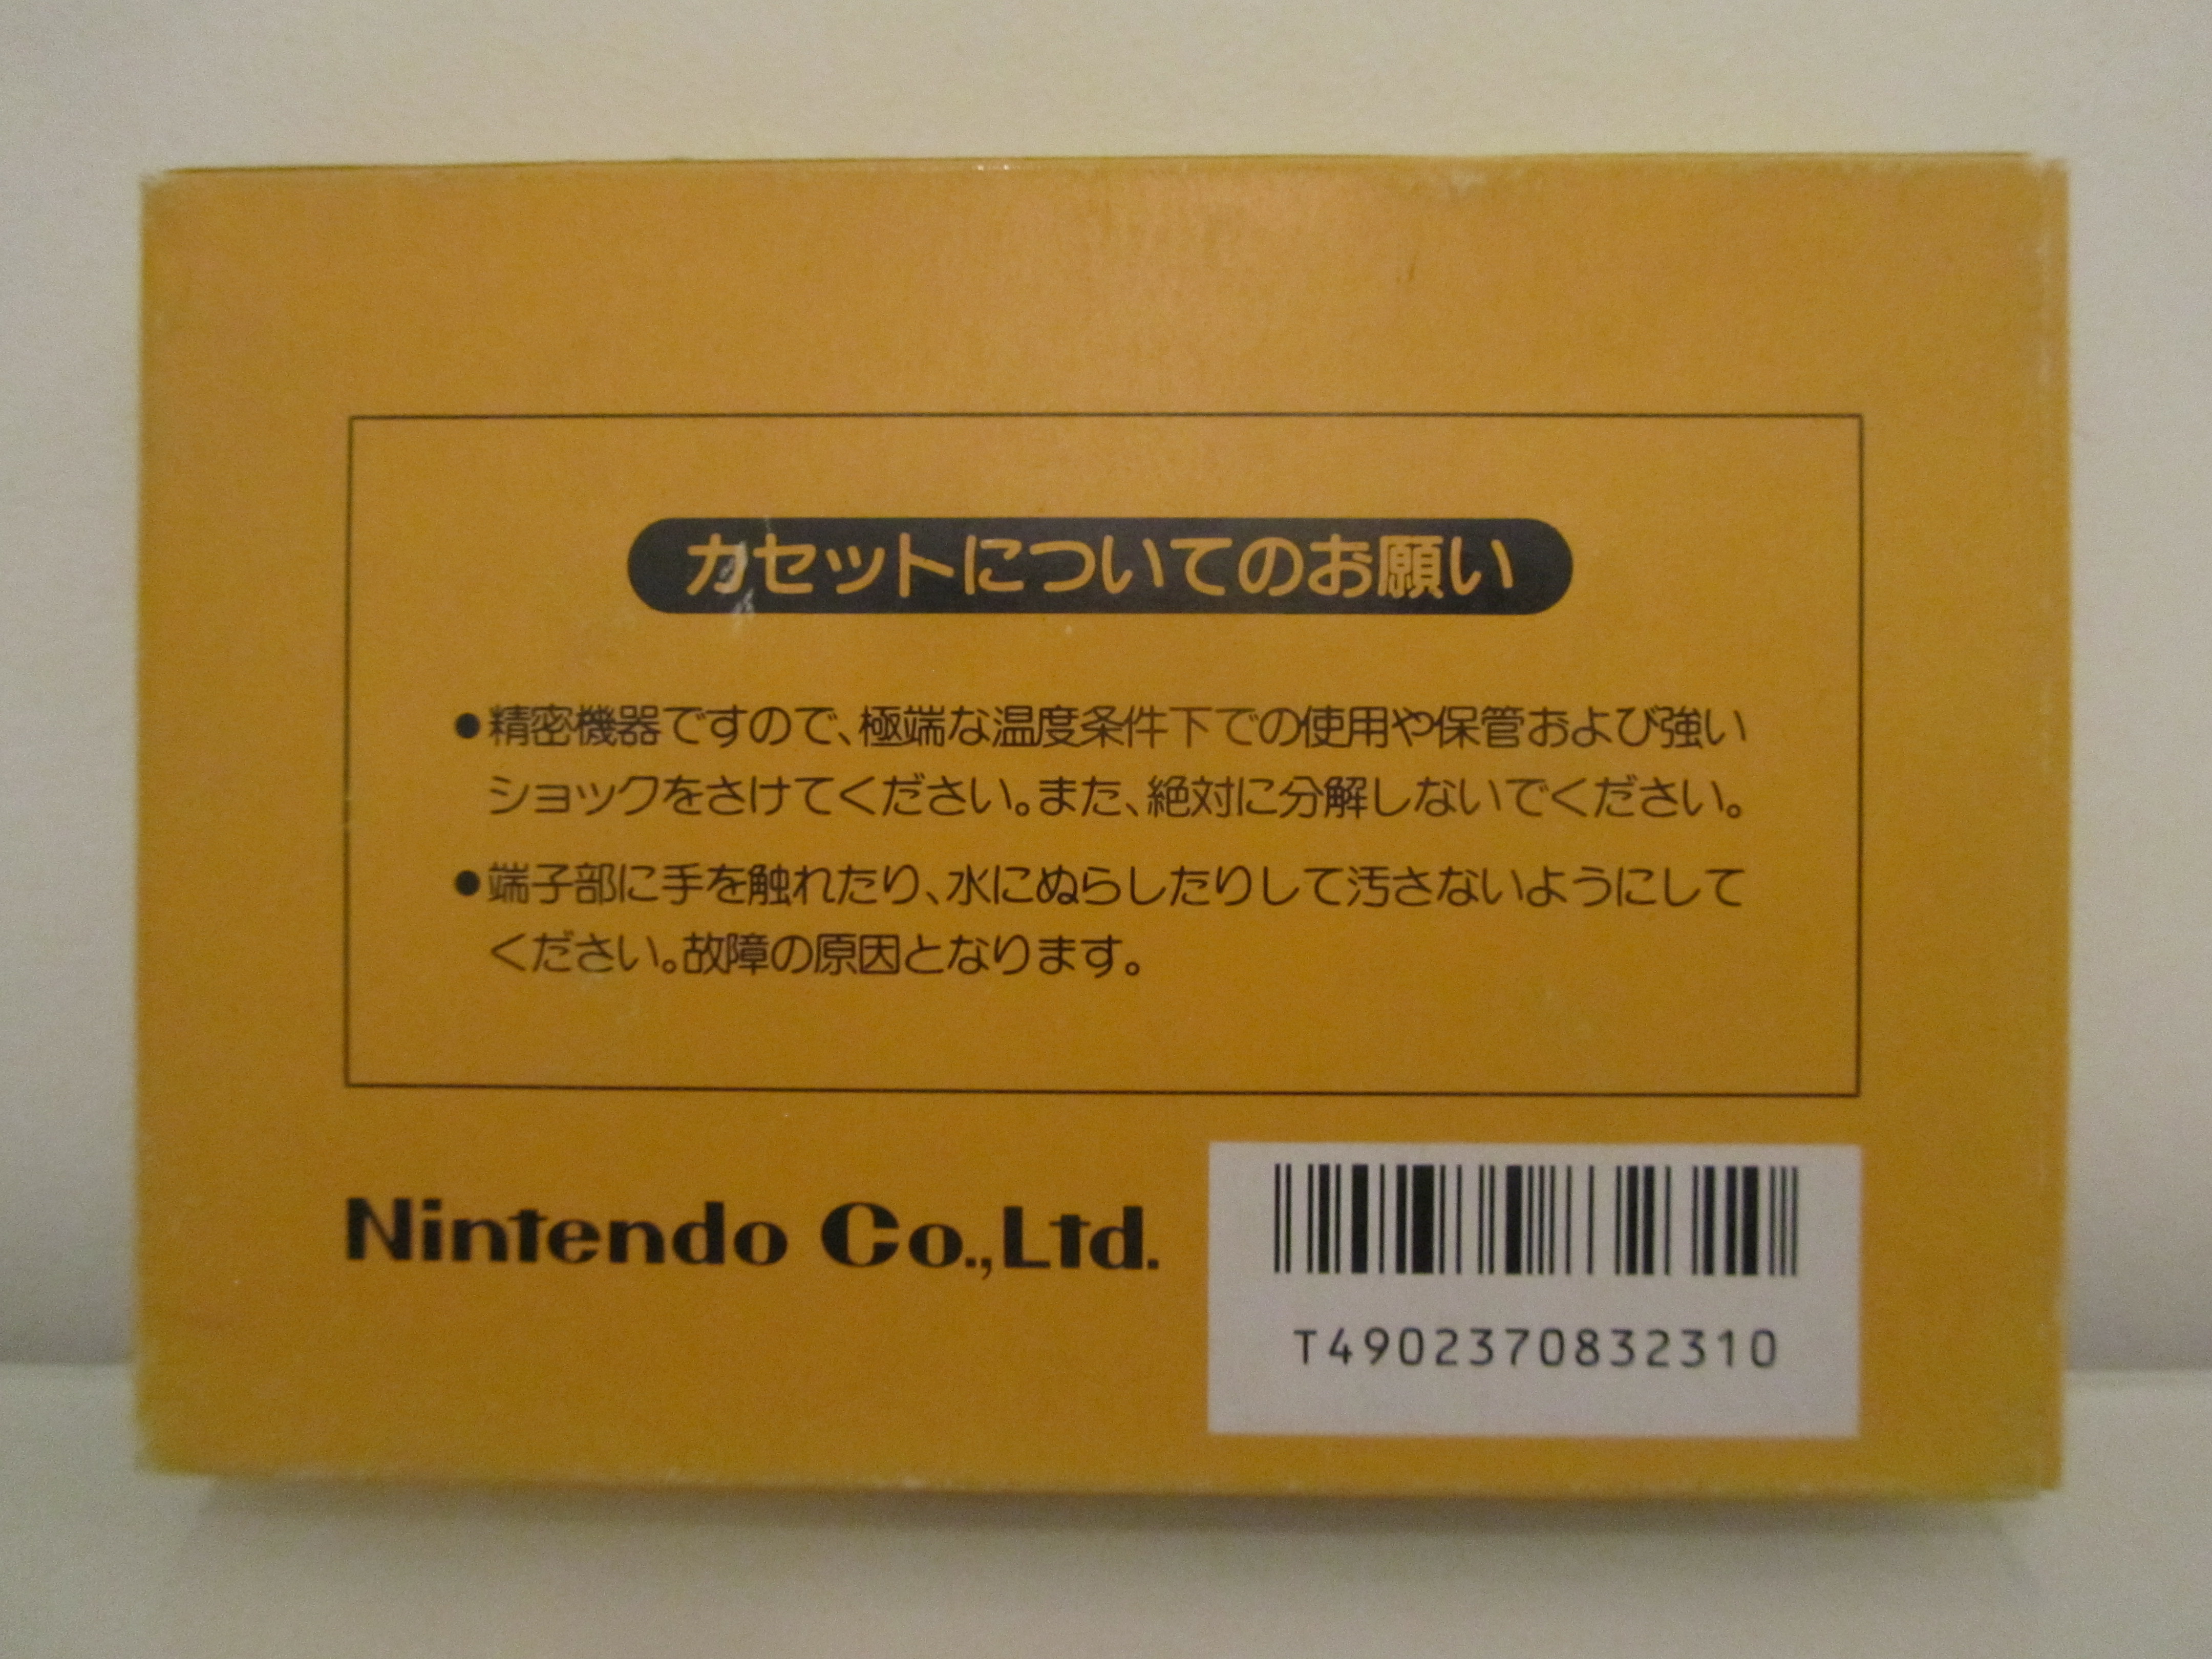 カセットについてのお願い
●精密機器ですので、極端な温度条件下での使用や保管および強い
ショックをさけてください。また、絶対に分解しないでください。
●端子部に手を触れたり、水にぬらしたりして汚さないようにして
ください。故障の原因となります。
Nintendo Co.,Ltd.
T4902370832310